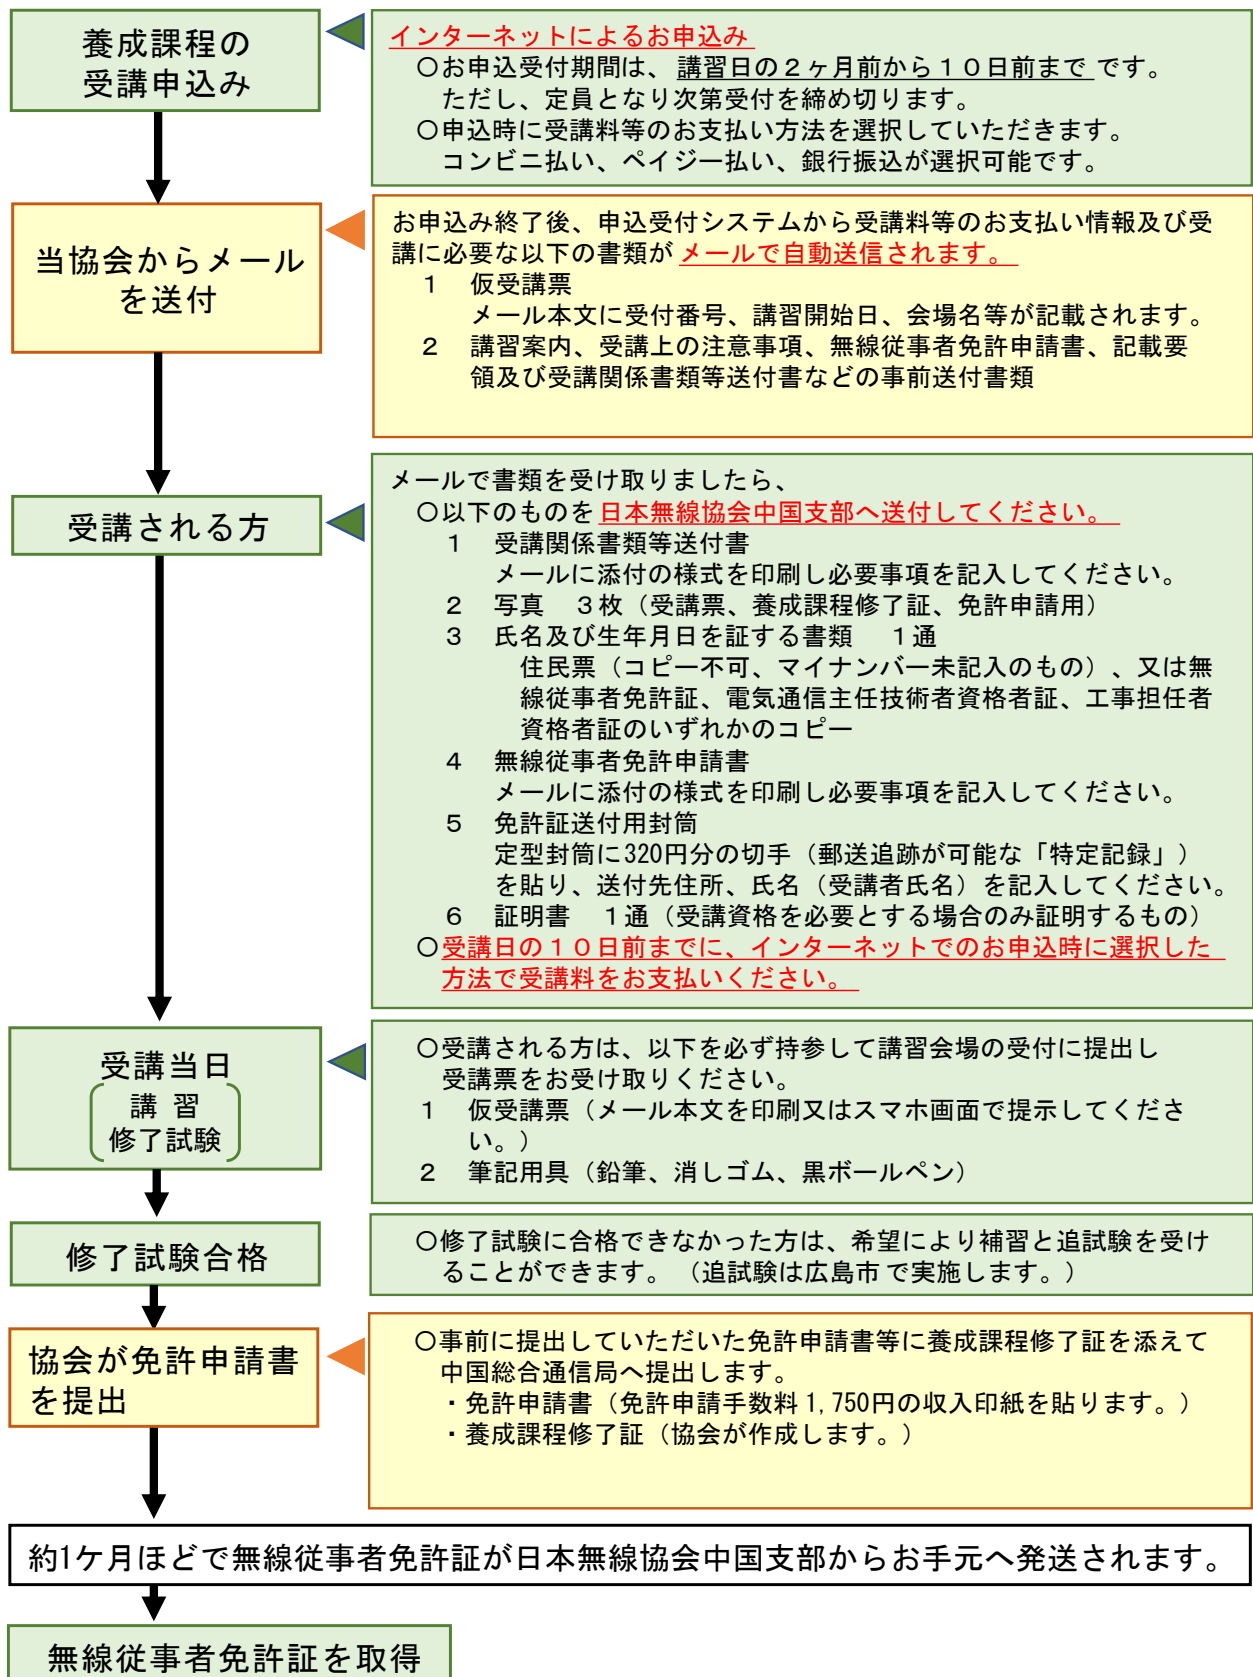 養成課程の
受講申込み
インターネットによるお申込み
〇お申込受付期間は、講習日の２ヶ月前から１０日前までです。
ただし、定員となり次第受付を締め切ります。
〇申込時に受講料等のお支払い方法を選択していただきます。
コンビニ払い、ペイジー払い、銀行振込が選択可能です。
当協会からメール
を送付
お申込み終了後、申込受付システムから受講料等のお支払い情報及び受
講に必要な以下の書類がメールで自動送信されます。
１　仮受講票
メール本文に受付番号、講習開始日、会場名等が記載されます。
２　講習案内、受講上の注意事項、無線従事者免許申請書、記載要
領及び受講関係書類等送付書などの事前送付書類
受講される方
メールで書類を受け取りましたら、
〇以下のものを日本無線協会中国支部へ送付してください。
１　受講関係書類等送付書
メールに添付の様式を印刷し必要事項を記入してください。
２　写真　３枚（受講票、養成課程修了証、免許申請用）
３　氏名及び生年月日を証する書類　１通
住民票（コピー不可、マイナンバー未記入のもの）、又は無
線従事者免許証、電気通信主任技術者資格者証、工事担任者
資格者証のいずれかのコピー
４　無線従事者免許申請書
メールに添付の様式を印刷し必要事項を記入してください。
５　免許証送付用封筒
定型封筒に320円分の切手（郵送追跡が可能な「特定記録」）
を貼り、送付先住所、氏名（受講者氏名）を記入してください。
６　証明書　１通（受講資格を必要とする場合のみ証明するもの）
〇受講日の１０日前までに、インターネットでのお申込時に選択した
方法で受講料をお支払いください。
受講当日
講 習
修了試験
〇受講される方は、以下を必ず持参して講習会場の受付に提出し
受講票をお受け取りください。
１　仮受講票（メール本文を印刷又はスマホ画面で提示してくださ
い。）
２　筆記用具（鉛筆、消しゴム、黒ボールペン）
修了試験合格
〇修了試験に合格できなかった方は、希望により補習と追試験を受け
ることができます。（追試験は広島市で実施します。）
協会が免許申請書
を提出
〇事前に提出していただいた免許申請書等に養成課程修了証を添えて
中国総合通信局へ提出します。
・免許申請書（免許申請手数料1,750円の収入印紙を貼ります。）
・養成課程修了証（協会が作成します。）
約1ケ月ほどで無線従事者免許証が日本無線協会中国支部からお手元へ発送されます。
無線従事者免許証を取得